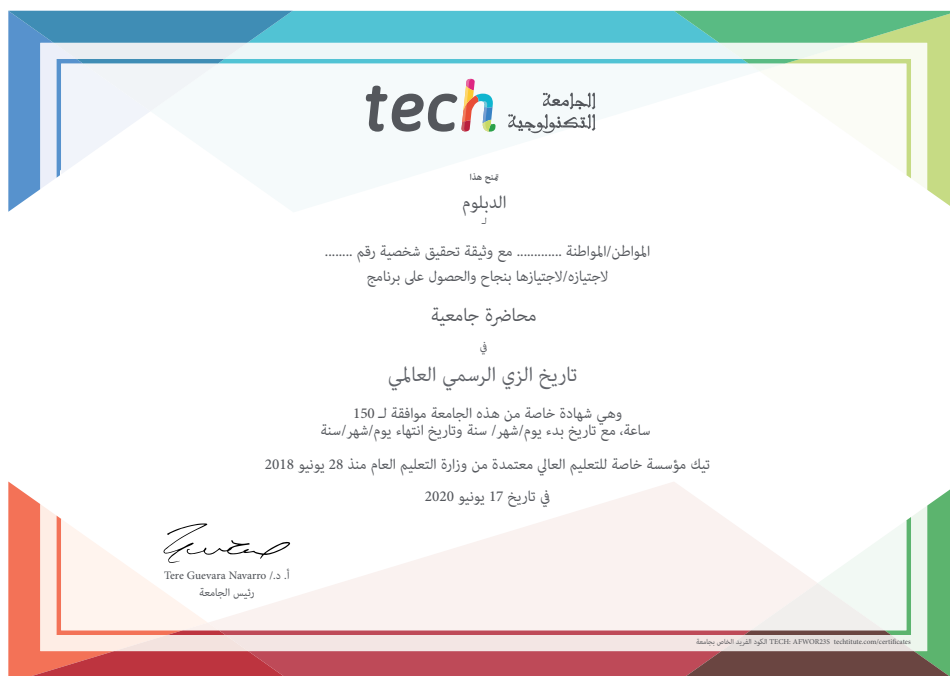 tech الجامعة
التكنولوجية
تمنح هذا
الدبلوم
لـ
المواطن/المواطنة ............. مع وثيقة تحقيق شخصية رقم ........
لاجتيازه/لاجتيازها بنجاح والحصول على برنامج
محاضرة جامعية
في
تاريخ الزي الرسمي العالمي
وهي شهادة خاصة من هذه الجامعة موافقة لـ 150
ساعة، مع تاريخ بدء يوم/شهر/ سنة وتاريخ انتهاء يوم/شهر/سنة
تيك مؤسسة خاصة للتعليم العالي معتمدة من وزارة التعليم العام منذ 28 يونيو 2018
في تاريخ 17 يونيو 2020
أ. د./ Tere Guevara Navarro
رئيس الجامعة
الكود الفريد الخاص بجامعة TECH: AFWOR23S techtitute.com/certificates